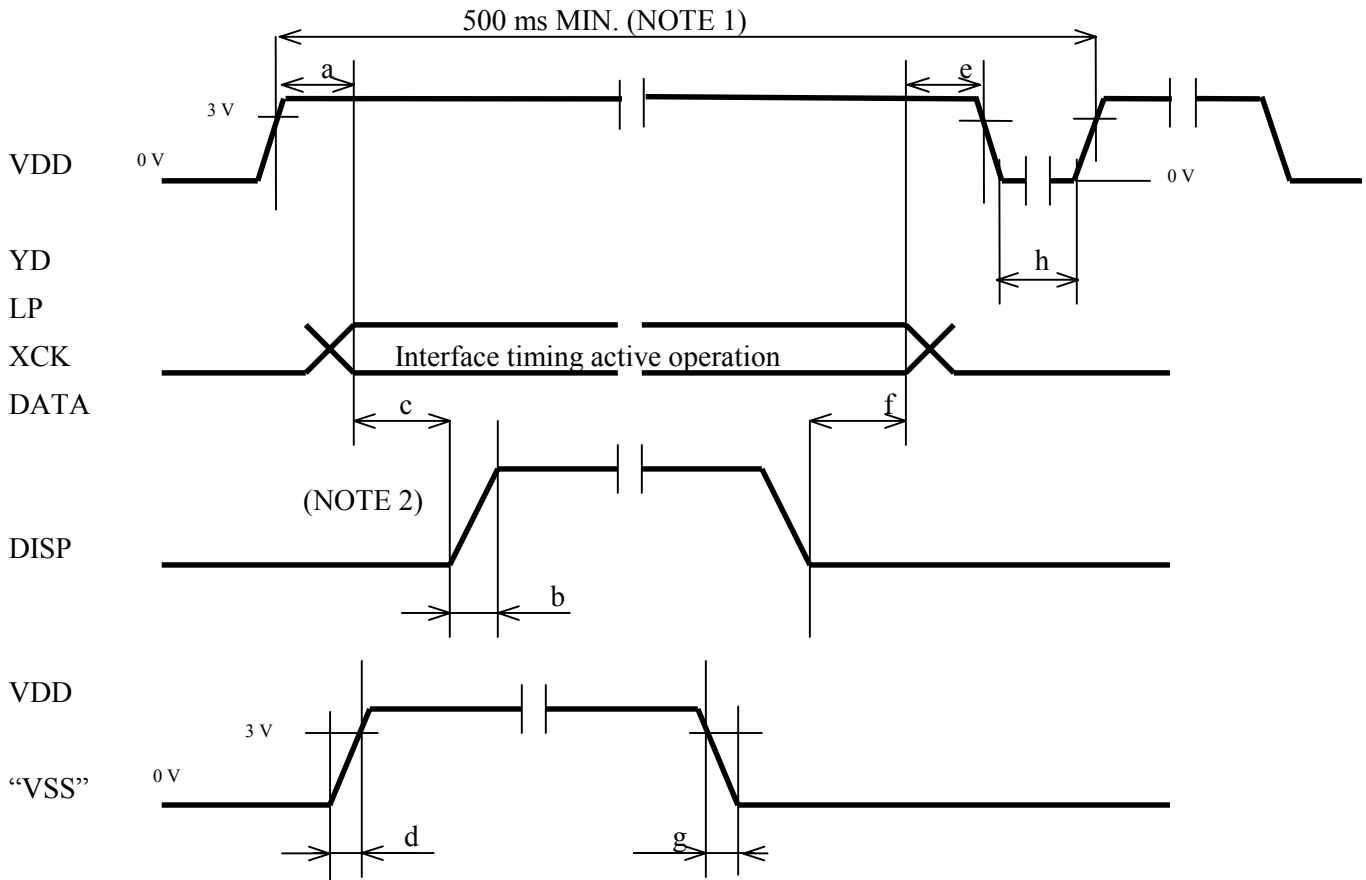 500 ms MIN. (NOTE 1)
a
e
3 V
VDD
0 V
0 V
YD
h
LP
XCK
Interface timing active operation
DATA
c
f
(NOTE 2)
DISP
b
VDD
3 V
0 V
“VSS”
d
g